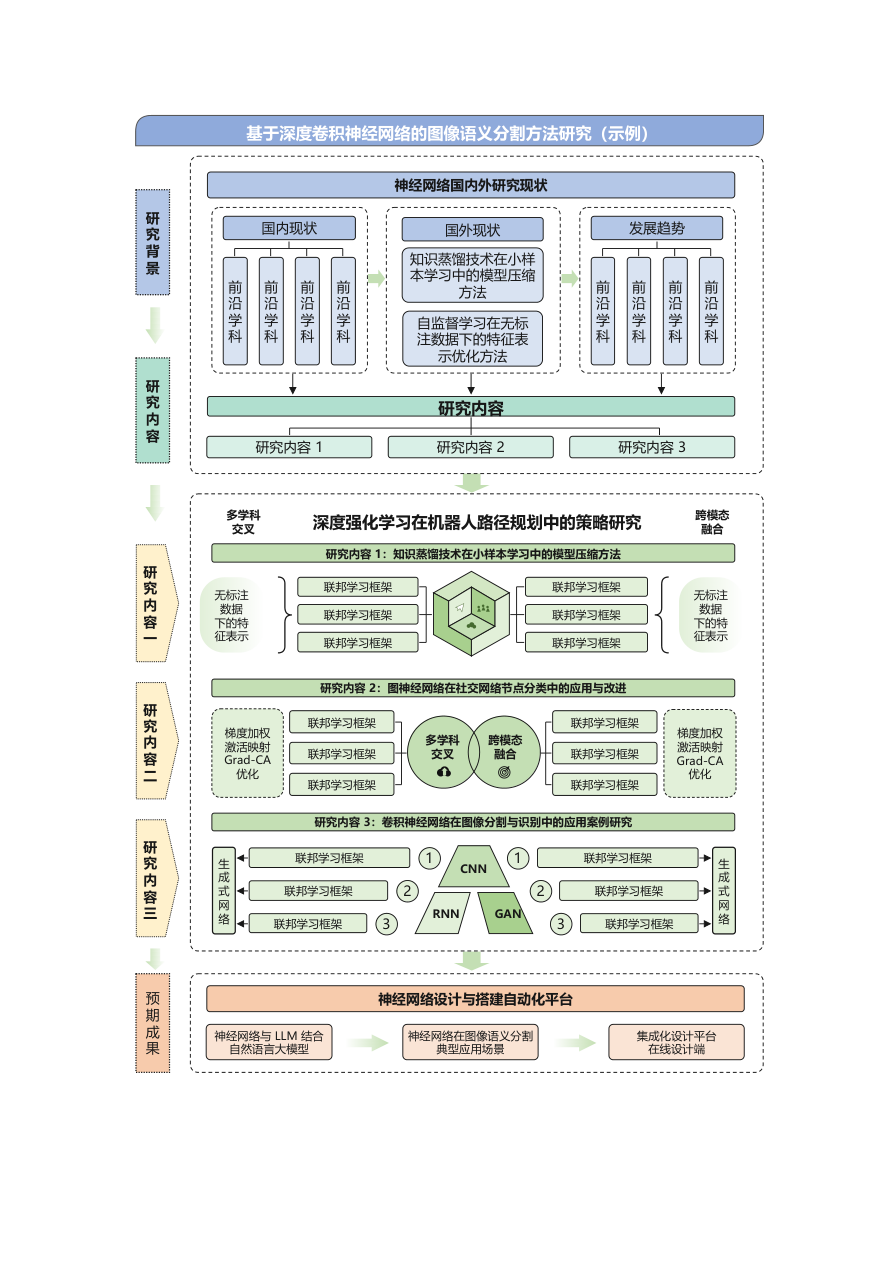 基于深度卷积神经网络的图像语义分割方法研究（示例）
研究背景
神经网络国内外研究现状
国内现状
前沿学科
前沿学科
前沿学科
前沿学科
国外现状
知识蒸馏技术在小样
本学习中的模型压缩
方法
自监督学习在无标
注数据下的特征表
示优化方法
发展趋势
前沿学科
前沿学科
前沿学科
前沿学科
研究内容
研究内容
研究内容 1
研究内容 2
研究内容 3
多学科
交叉
深度强化学习在机器人路径规划中的策略研究
跨模态
融合
研究内容一
研究内容 1：知识蒸馏技术在小样本学习中的模型压缩方法
无标注
数据
下的特
征表示
联邦学习框架
联邦学习框架
联邦学习框架
联邦学习框架
联邦学习框架
联邦学习框架
无标注
数据
下的特
征表示
研究内容二
研究内容 2：图神经网络在社交网络节点分类中的应用与改进
梯度加权
激活映射
Grad-CA
优化
联邦学习框架
联邦学习框架
联邦学习框架
多学科
交叉
跨模态
融合
联邦学习框架
联邦学习框架
联邦学习框架
梯度加权
激活映射
Grad-CA
优化
研究内容三
研究内容 3：卷积神经网络在图像分割与识别中的应用案例研究
生成式网络
联邦学习框架 1
联邦学习框架 2
联邦学习框架 3
CNN
RNN
GAN
1 联邦学习框架
2 联邦学习框架
3 联邦学习框架
生成式网络
预期成果
神经网络设计与搭建自动化平台
神经网络与 LLM 结合
自然语言大模型
神经网络在图像语义分割
典型应用场景
集成化设计平台
在线设计端